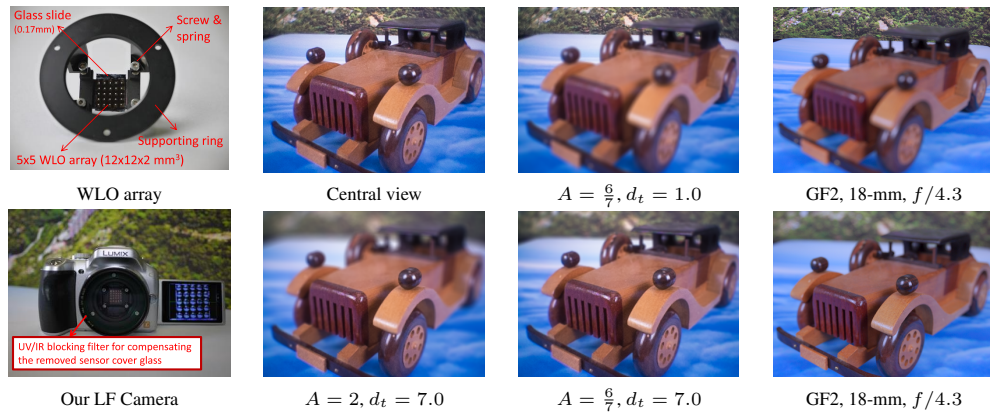 Glass slide
(0.17mm)
Screw &
spring
Supporting ring
5x5 WLO array (12x12x2 mm³)
WLO array
Central view
A = 6/7, d_t = 1.0
GF2, 18-mm, f/4.3
LUMIX
UV/IR blocking filter for compensating
the removed sensor cover glass
Our LF Camera
A = 2, d_t = 7.0
A = 6/7, d_t = 7.0
GF2, 18-mm, f/4.3